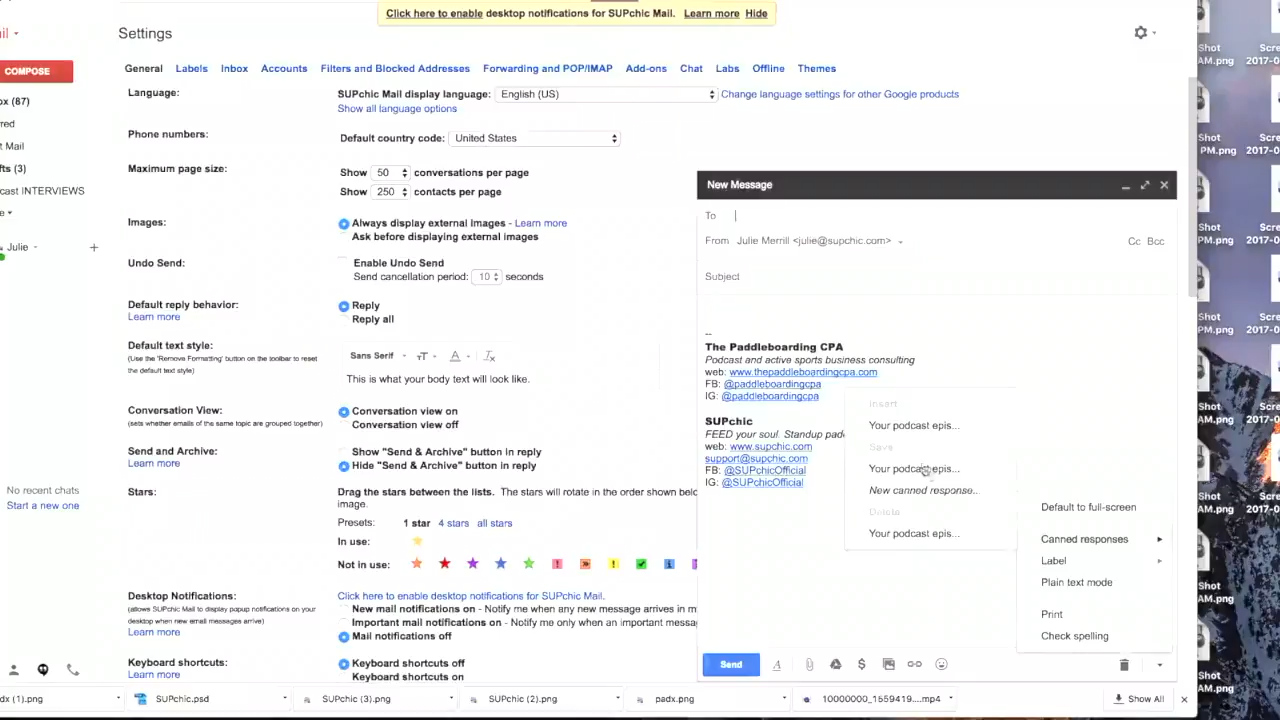 Click here to enable desktop notifications for SUPchic Mail. Learn more Hide
Settings
COMPOSE
General Labels Inbox Accounts Filters and Blocked Addresses Forwarding and POP/IMAP Add-ons Chat Labs Offline Themes
(87)
Mail
(3)
INTERVIEWS
Julie
No recent chats
Start a new one
Language:
SUPchic Mail display language: English (US) Change language settings for other Google products
Show all language options
Phone numbers:
Default country code: United States
Maximum page size:
Show 50 conversations per page
Show 250 contacts per page
Images:
Always display external images - Learn more
Ask before displaying external images
Undo Send:
Enable Undo Send
Send cancellation period: 10 seconds
Default reply behavior:
Learn more
Reply
Reply all
Default text style:
(Use the 'Remove Formatting' button on the toolbar to reset
the default text style)
Sans Serif
This is what your body text will look like.
Conversation View:
(sets whether emails of the same topic are grouped together)
Conversation view on
Conversation view off
Send and Archive:
Learn more
Show "Send & Archive" button in reply
Hide "Send & Archive" button in reply
Stars:
Drag the stars between the lists. The stars will rotate in the order shown
image.
Presets: 1 star 4 stars all stars
In use:
Not in use:
Desktop Notifications:
(allows SUPchic Mail to display popup notifications on your
desktop when new email messages arrive)
Learn more
Click here to enable desktop notifications for SUPchic Mail.
New mail notifications on - Notify me when any new message arrives in
Important mail notifications on - Notify me only when an important
Mail notifications off
Keyboard shortcuts:
Learn more
Keyboard shortcuts off
Keyboard shortcuts on
New Message
To
From Julie Merrill <julie@supchic.com> Cc Bcc
Subject
--
The Paddleboarding CPA
Podcast and active sports business consulting
web: www.thepaddleboardingcpa.com
FB: @paddleboardingcpa
IG: @paddleboardingcpa
SUPchic
FEED your soul. Standup
web: www.supchic.com
support@supchic.com
FB: @SUPchicOfficial
IG: @SUPchicOfficial
Insert
Your podcast epis...
Save
Your podcast epis...
New canned response...
Delete
Your podcast epis...
Default to full-screen
Canned responses
Label
Plain text mode
Print
Check spelling
Send
(1).png
SUPchic.psd
SUPchic (3).png
SUPchic (2).png
padx.png
10000000_1559419....mp4
Show All